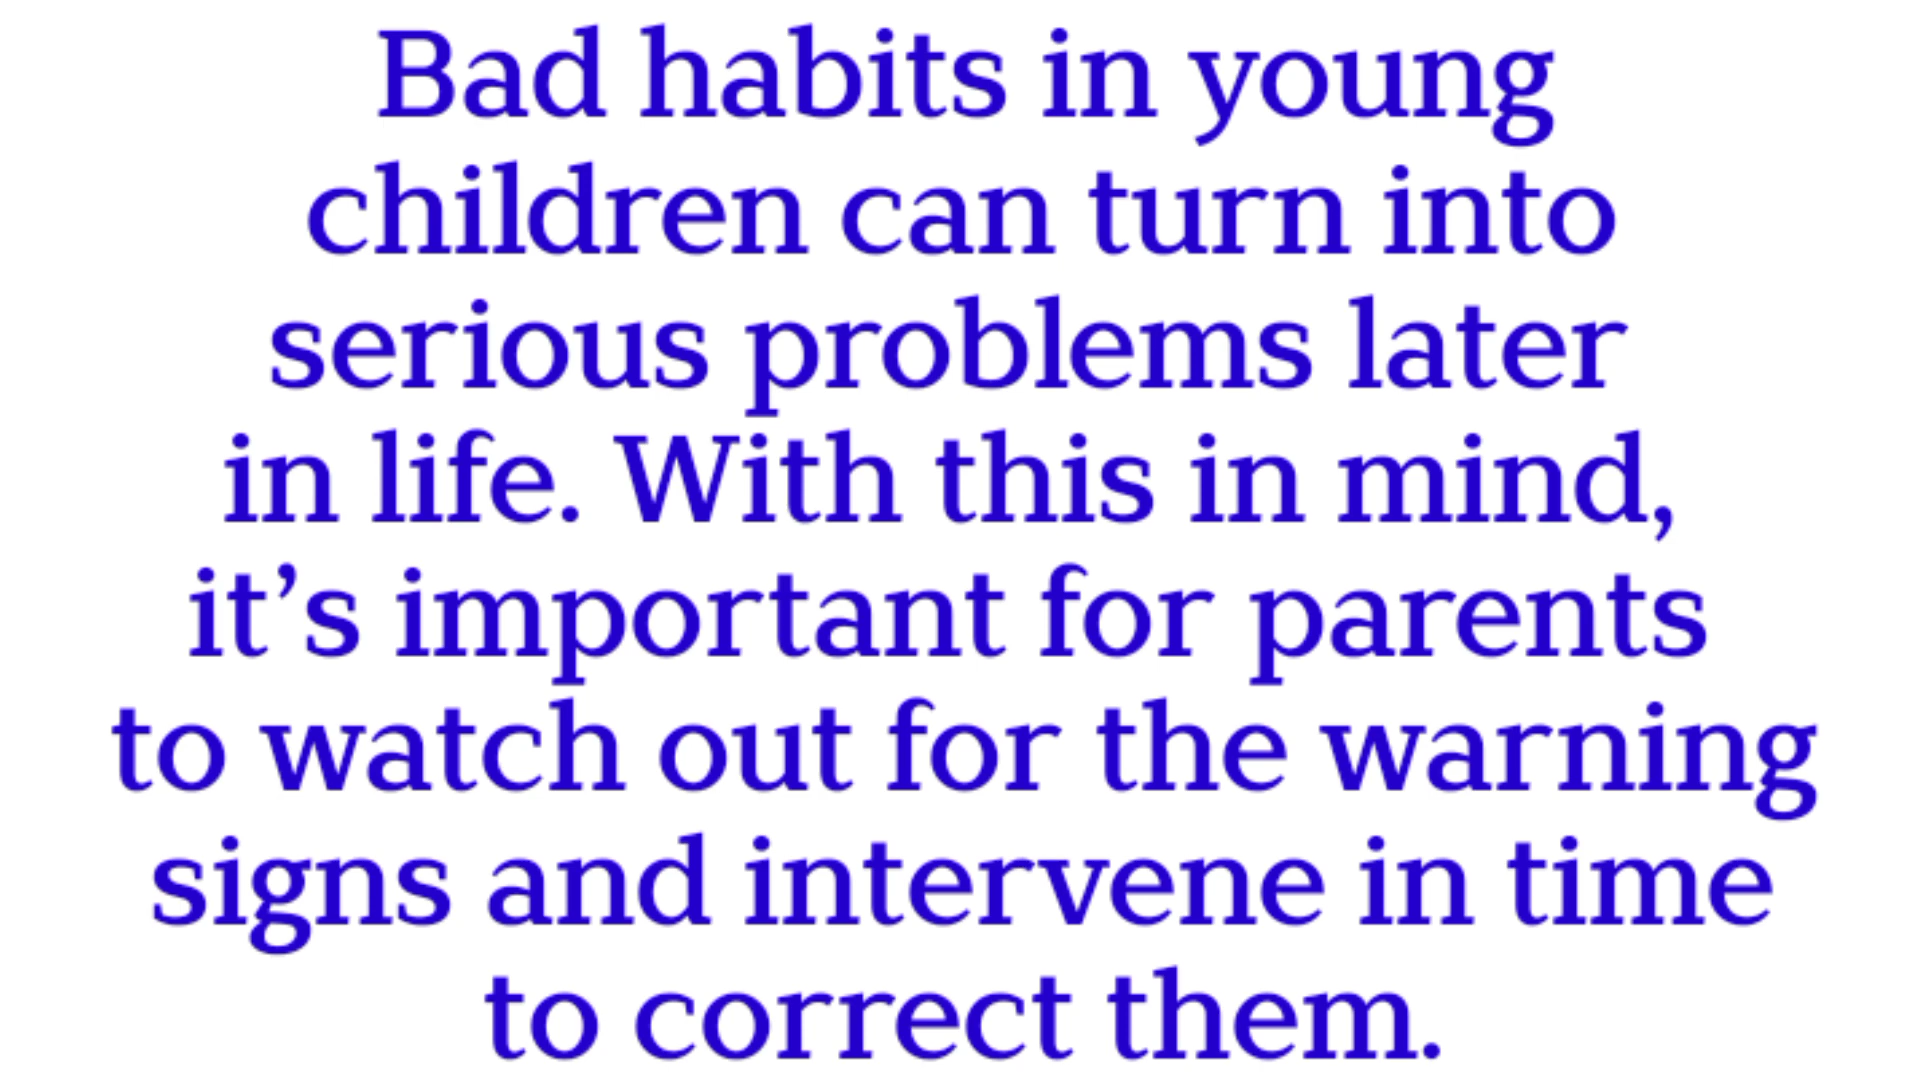 Bad habits in young
children can turn into
serious problems later
in life. With this in mind,
it’s important for parents
to watch out for the warning
signs and intervene in time
to correct them.